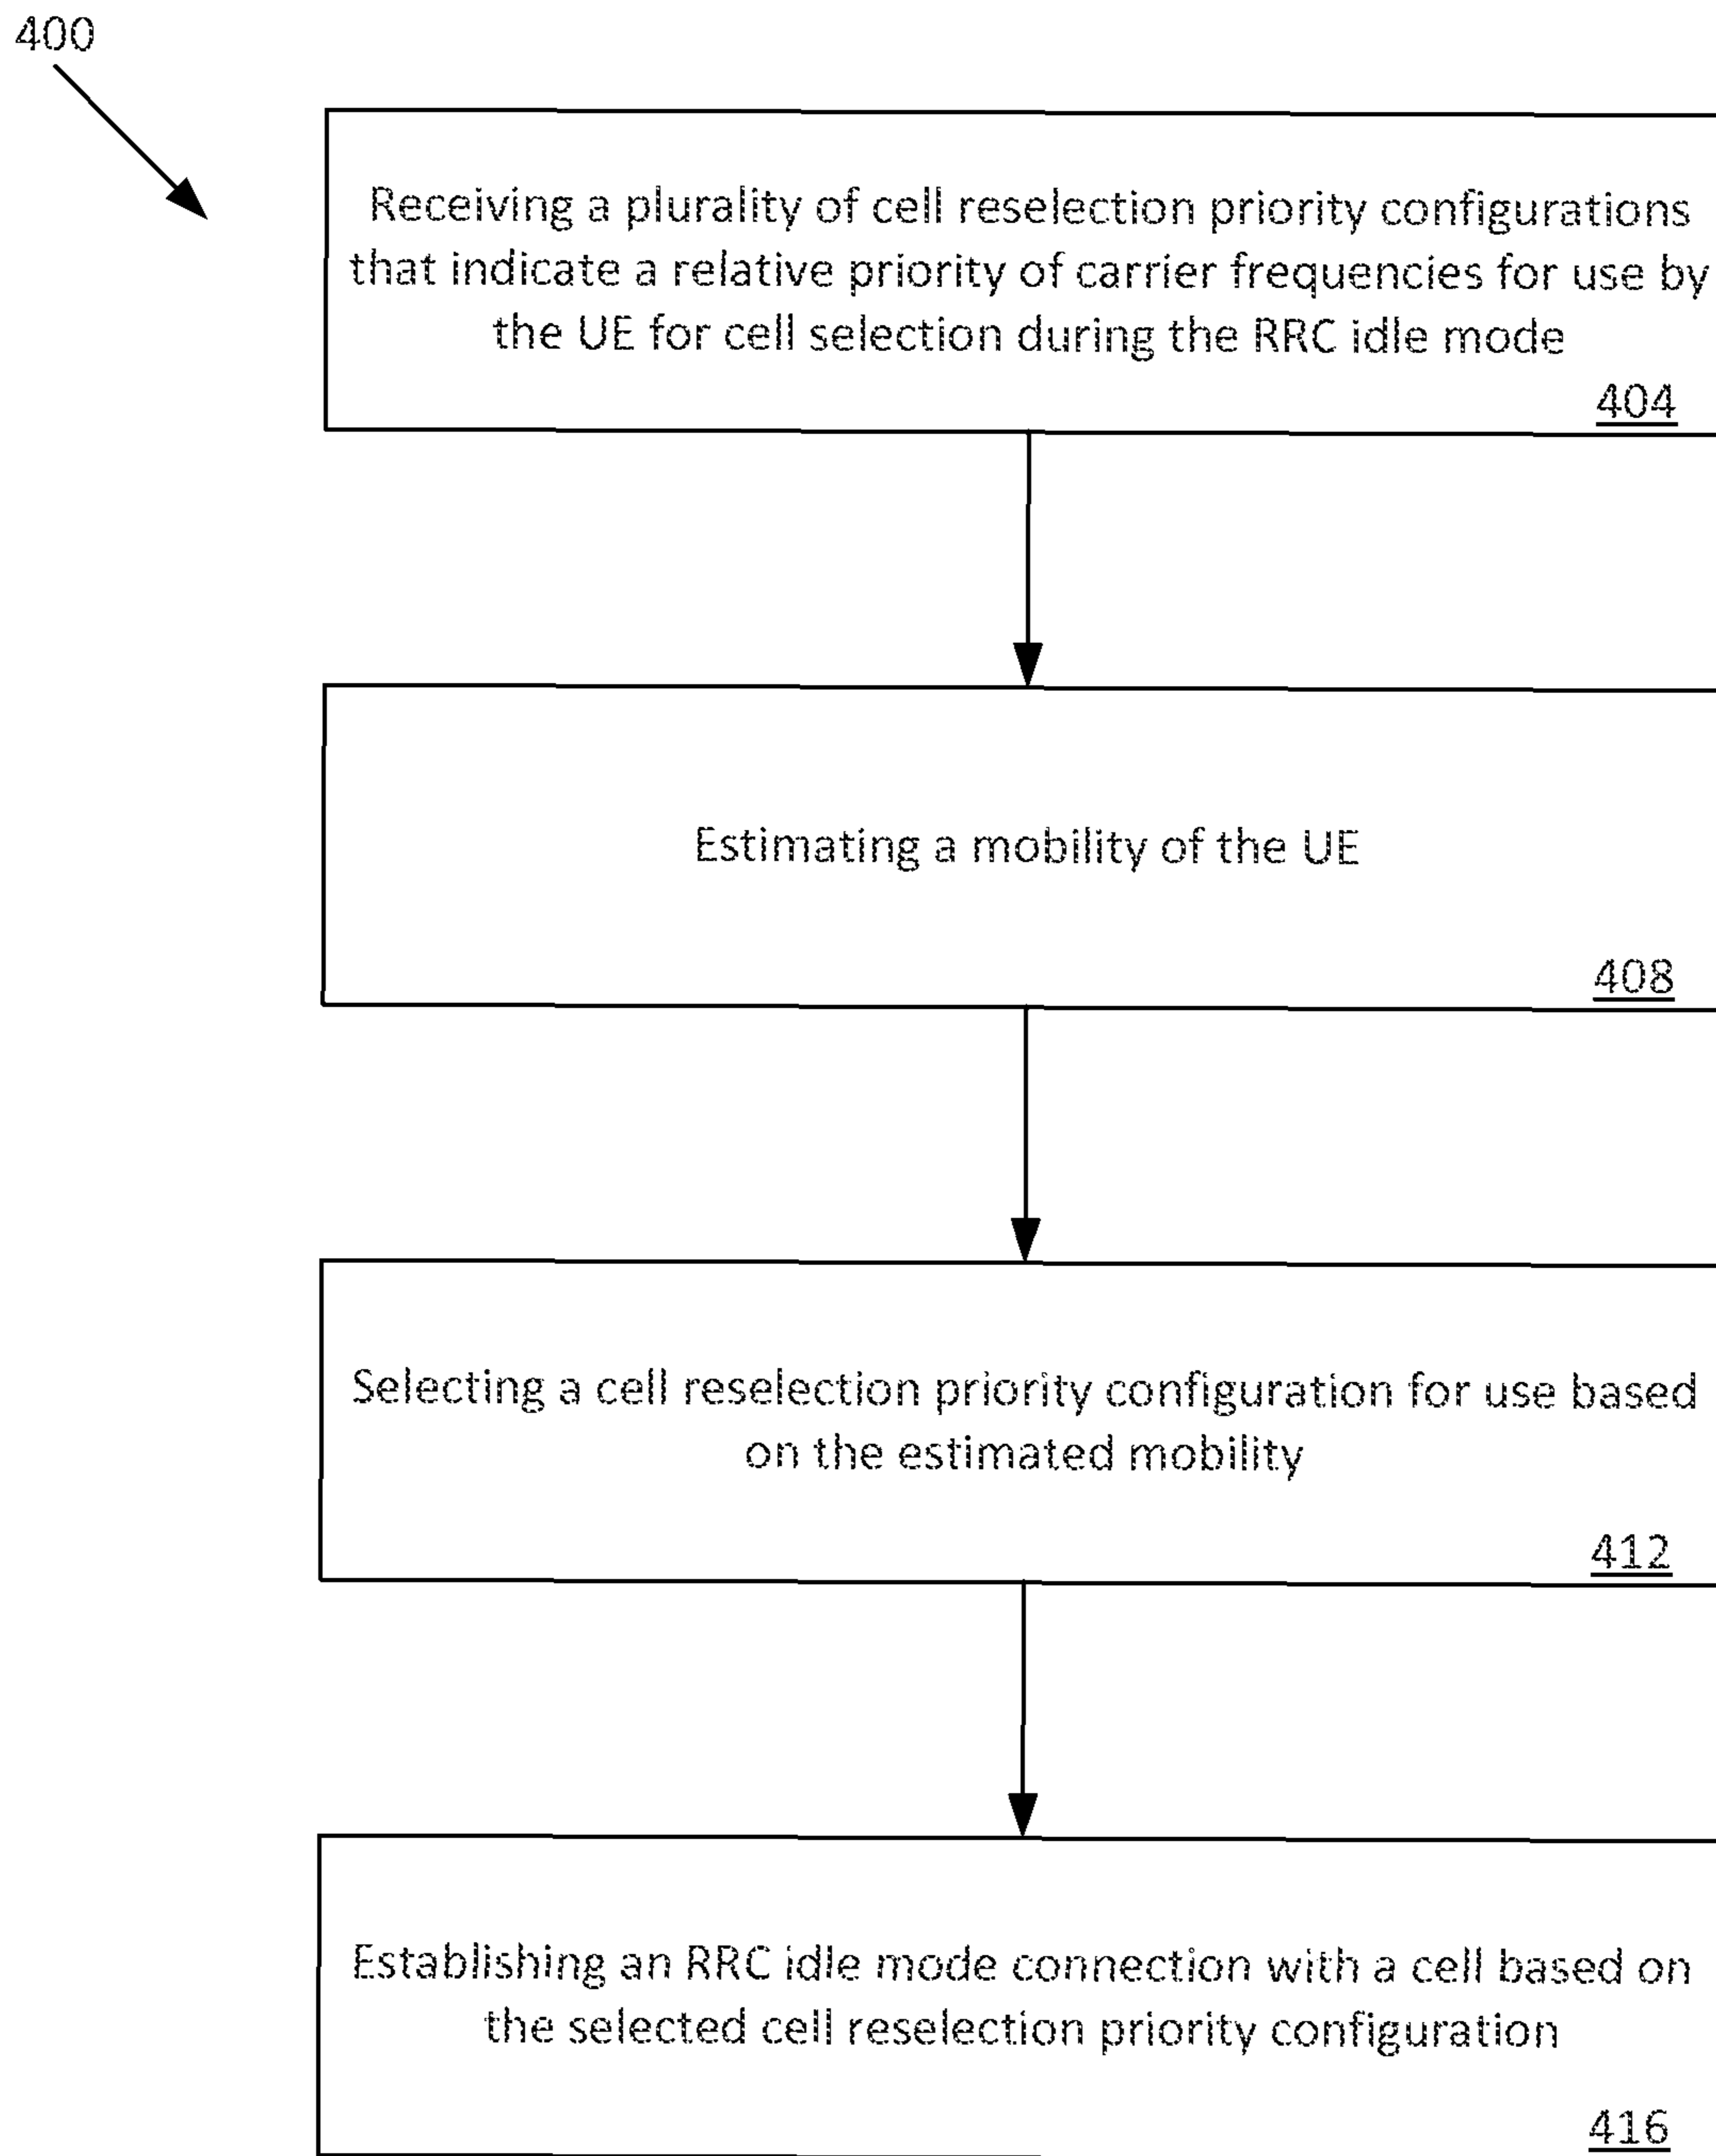 400
Receiving a plurality of cell reselection priority configurations
that indicate a relative priority of carrier frequencies for use by
the UE for cell selection during the RRC idle mode
404
Estimating a mobility of the UE
408
Selecting a cell reselection priority configuration for use based
on the estimated mobility
412
Establishing an RRC idle mode connection with a cell based on
the selected cell reselection priority configuration
416